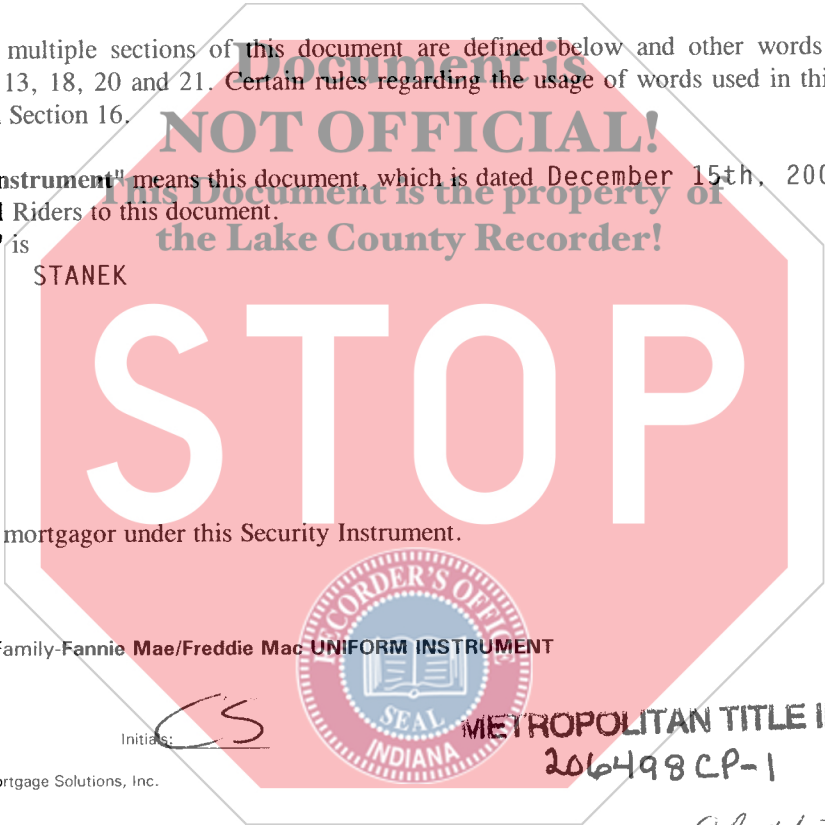 multiple sections of this document are defined below and other words
Document is
13, 18, 20 and 21. Certain rules regarding the usage of words used in thi
Section 16.
NOT OFFICIAL!
nstrument" means this document, which is dated December 15th, 200
This Document is the property of
Riders to this document.
is
the Lake County Recorder!
STANEK
STOP
mortgagor under this Security Instrument.
RECORDER'S OFFICE
Family-Fannie Mae/Freddie Mac UNIFORM INSTRUMENT
SEAL
INDIANA
Initials: CS
METROPOLITAN TITLE I
206498CP-1
ortgage Solutions, Inc.